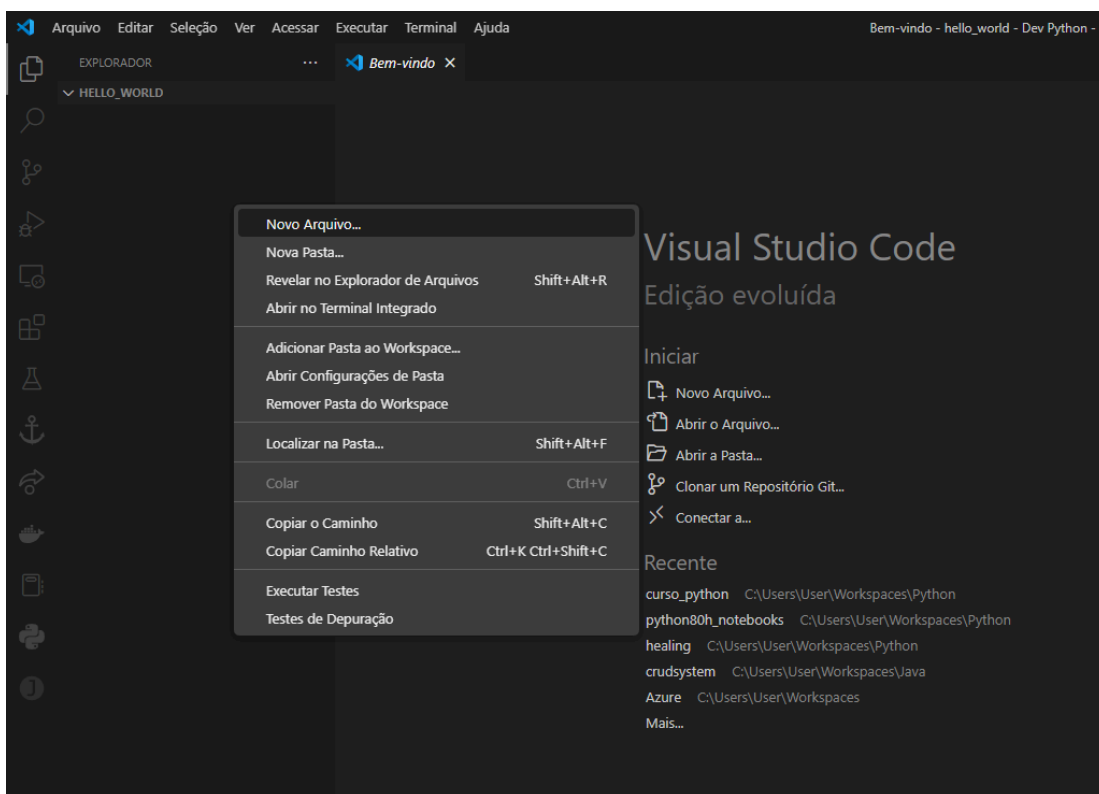 Arquivo Editar Seleção Ver Acessar Executar Terminal Ajuda Bem-vindo - hello_world - Dev Python -
EXPLORADOR ··· Bem-vindo
HELLO_WORLD
Novo Arquivo...
Nova Pasta...
Revelar no Explorador de Arquivos Shift+Alt+R
Abrir no Terminal Integrado
Adicionar Pasta ao Workspace...
Abrir Configurações de Pasta
Remover Pasta do Workspace
Localizar na Pasta... Shift+Alt+F
Colar Ctrl+V
Copiar o Caminho Shift+Alt+C
Copiar Caminho Relativo Ctrl+K Ctrl+Shift+C
Executar Testes
Testes de Depuração
Visual Studio Code
Edição evoluída
Iniciar
Novo Arquivo...
Abrir o Arquivo...
Abrir a Pasta...
Clonar um Repositório Git...
Conectar a...
Recente
curso_python C:\Users\User\Workspaces\Python
python80h_notebooks C:\Users\User\Workspaces\Python
healing C:\Users\User\Workspaces\Python
crudsystem C:\Users\User\Workspaces\Java
Azure C:\Users\User\Workspaces
Mais...